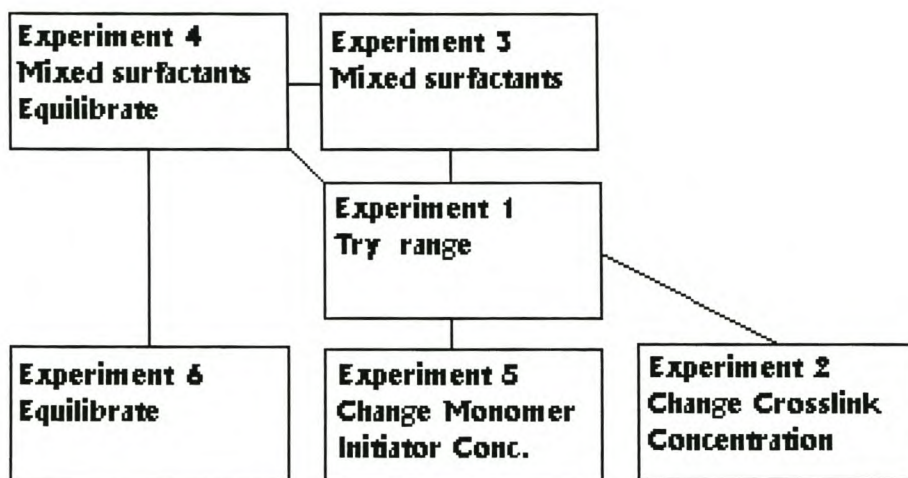 Experiment 4
Mixed surfactants
Equilibrate
Experiment 3
Mixed surfactants
Experiment 1
Try range
Experiment 6
Equilibrate
Experiment 5
Change Monomer
Initiator Conc.
Experiment 2
Change Crosslink
Concentration